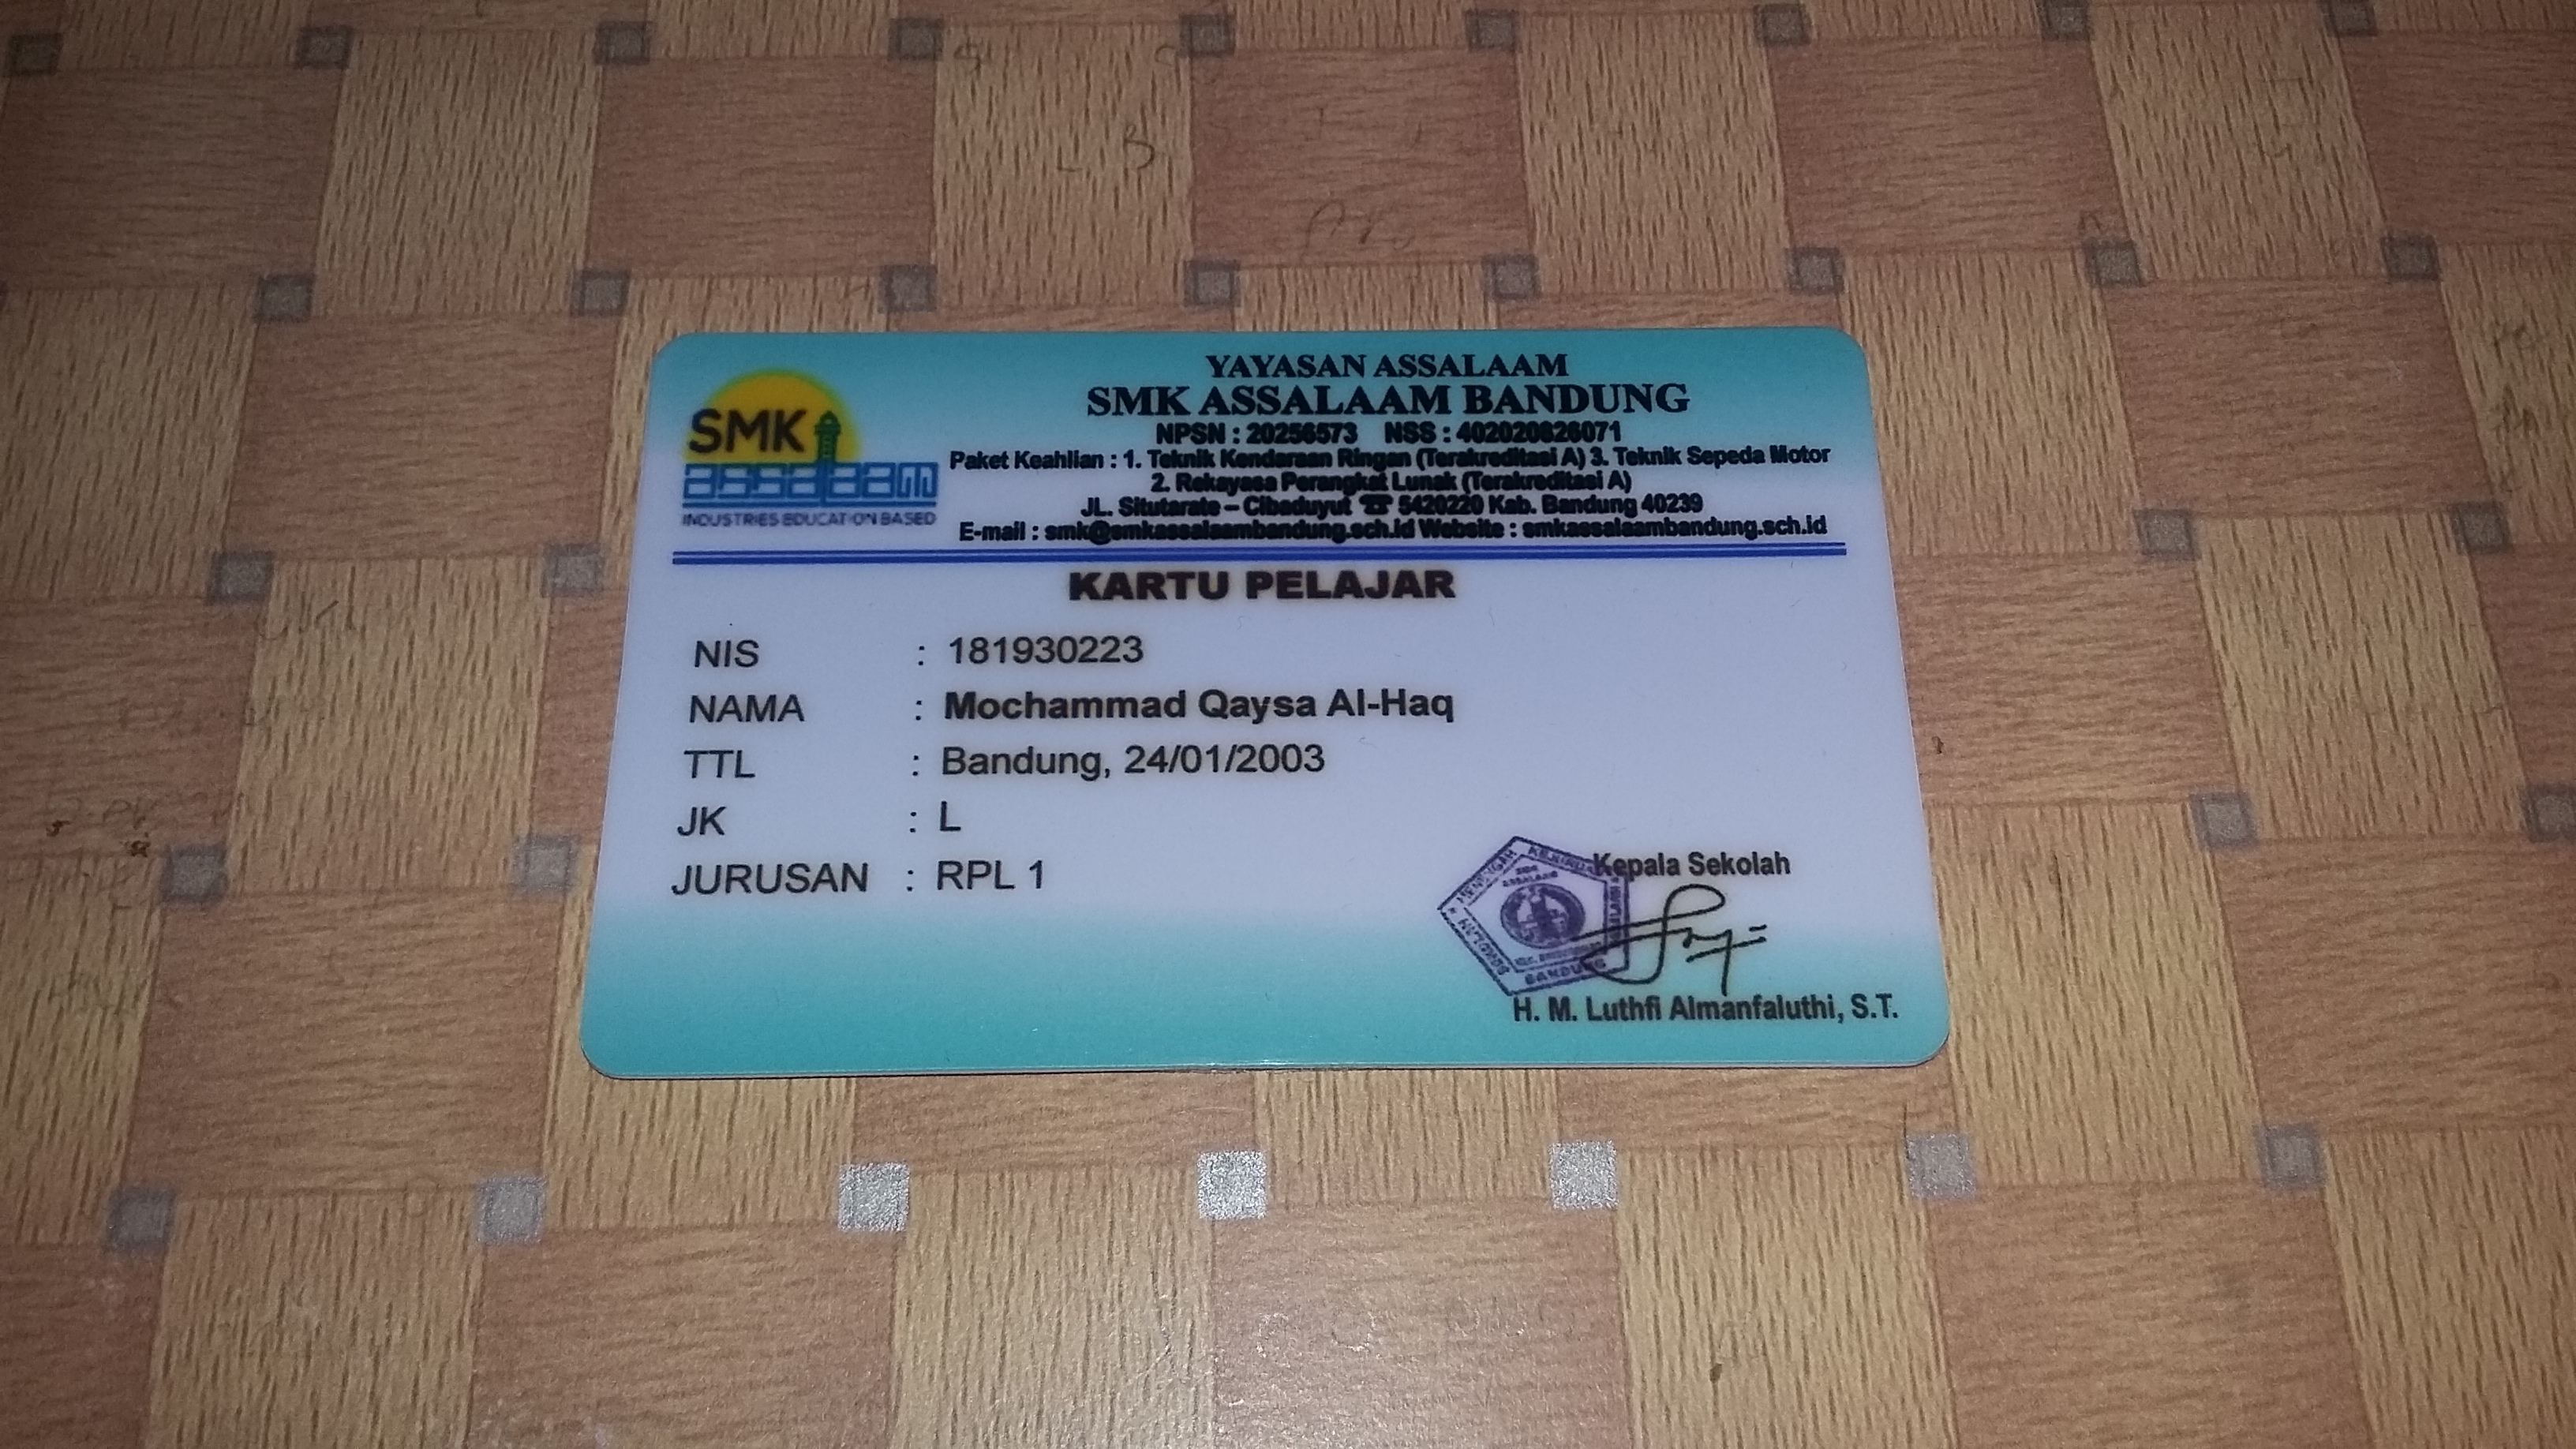 SMK
assalaam
INDUSTRIES EDUCATION BASED
YAYASAN ASSALAAM
SMK ASSALAAM BANDUNG
NPSN : 20256573 NSS : 402020826071
Paket Keahlian : 1. Teknik Kendaraan Ringan (Terakreditasi A) 3. Teknik Sepeda Motor
2. Rekayasa Perangkat Lunak (Terakreditasi A)
JL. Situtarate – Cibaduyut ☎ 5420220 Kab. Bandung 40239
E-mail : smk@smkassalaambandung.sch.id Website : smkassalaambandung.sch.id
KARTU PELAJAR
NIS : 181930223
NAMA : Mochammad Qaysa Al-Haq
TTL : Bandung, 24/01/2003
JK : L
JURUSAN : RPL 1
Kepala Sekolah
SMK
ASSALAAM
BANDUNG
H. M. Luthfi Almanfaluthi, S.T.